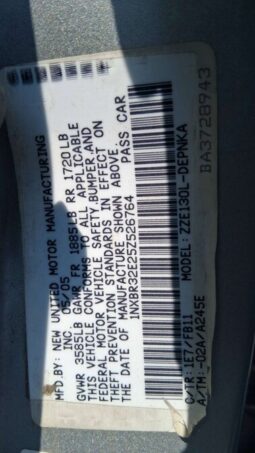 MFD.BY: NEW UNITED MOTOR MANUFACTURING
INC. 05/05
GVWR 3585LB GAWR FR 1885LB RR 1720LB
THIS VEHICLE CONFORMS TO ALL APPLICABLE
FEDERAL MOTOR VEHICLE SAFETY,BUMPER,AND
THEFT PREVENTION STANDARDS IN EFFECT ON
THE DATE OF MANUFACTURE SHOWN ABOVE.
1NXBR32E25Z526764 PASS CAR
C/TR:1E7/FB11 MODEL:ZZE130L-DEPNKA
A/TM:-02A/A245E
BA3728943